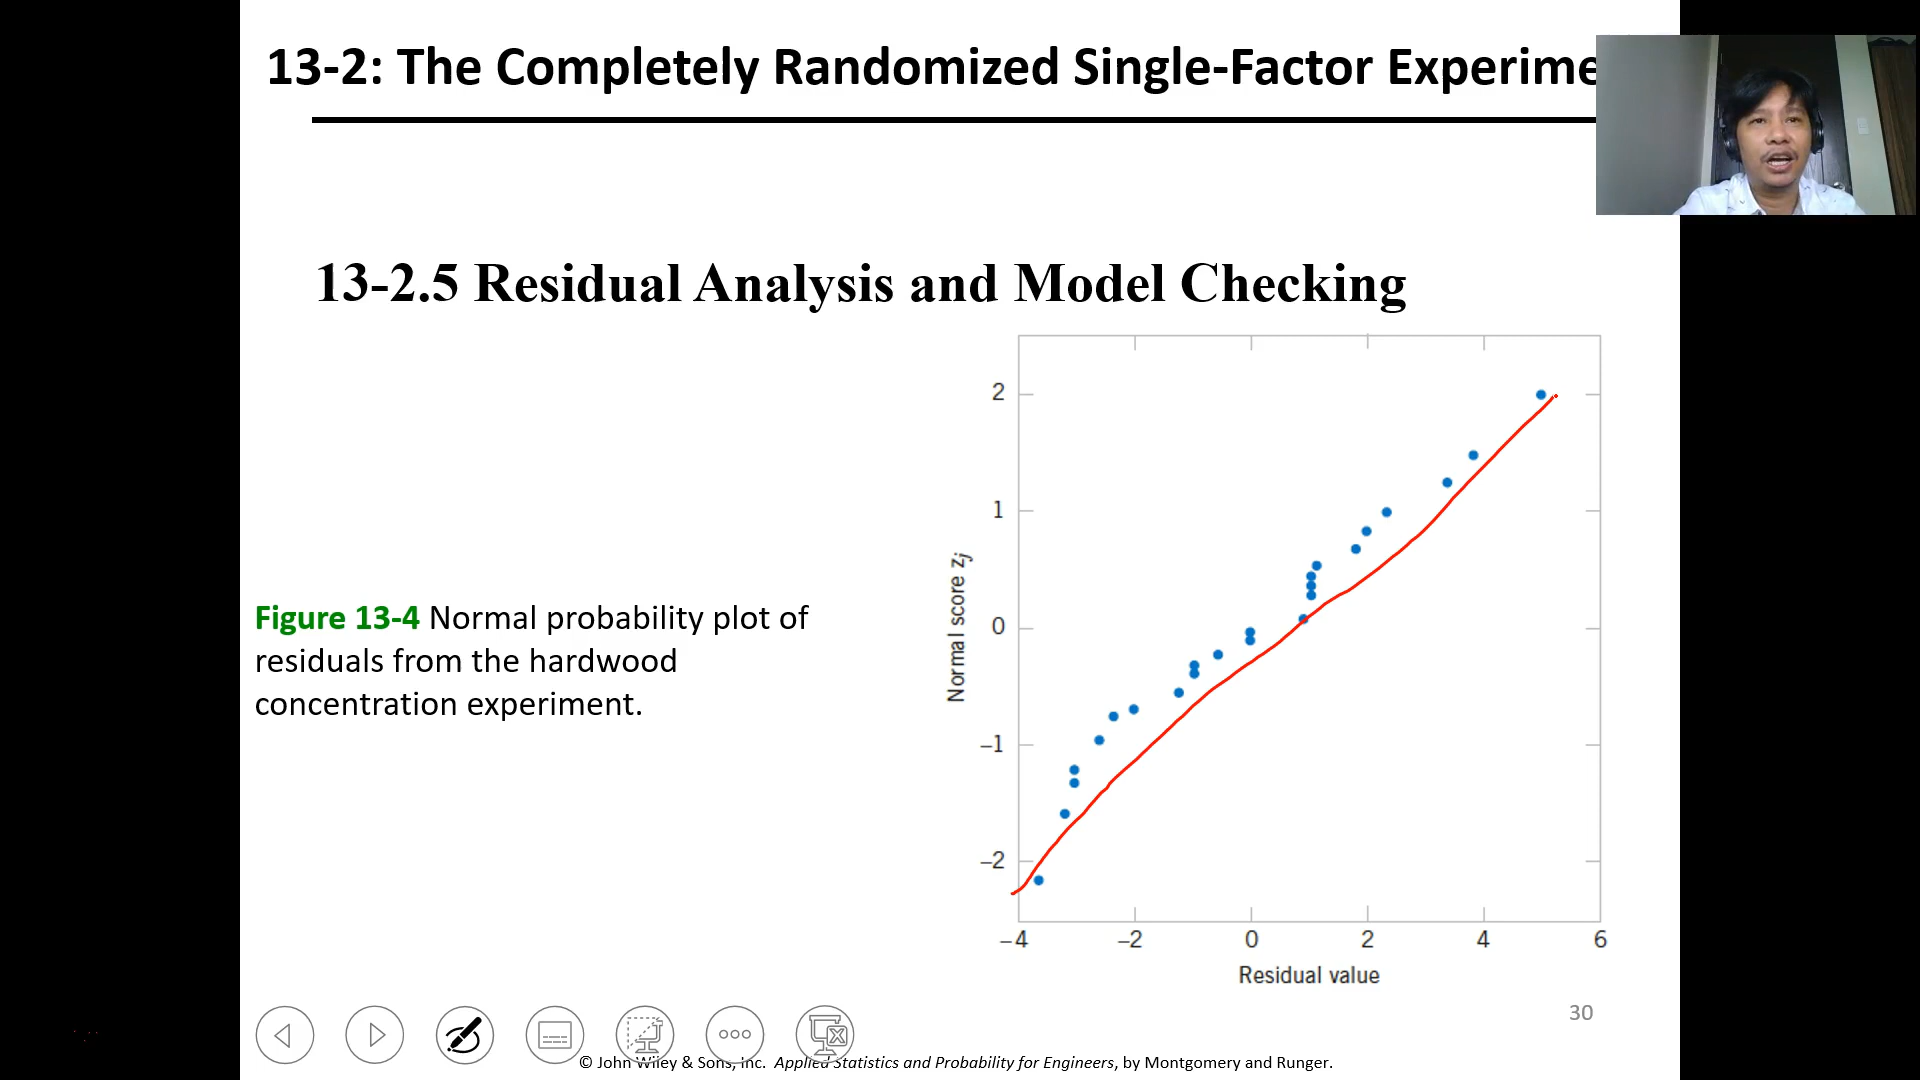 13-2: The Completely Randomized Single-Factor Experime
13-2.5 Residual Analysis and Model Checking
Figure 13-4 Normal probability plot of
residuals from the hardwood
concentration experiment.
Normal score zj
2
1
0
−1
−2
−4 −2 0 2 4 6
Residual value
30
© John Wiley & Sons, Inc. Applied Statistics and Probability for Engineers, by Montgomery and Runger.